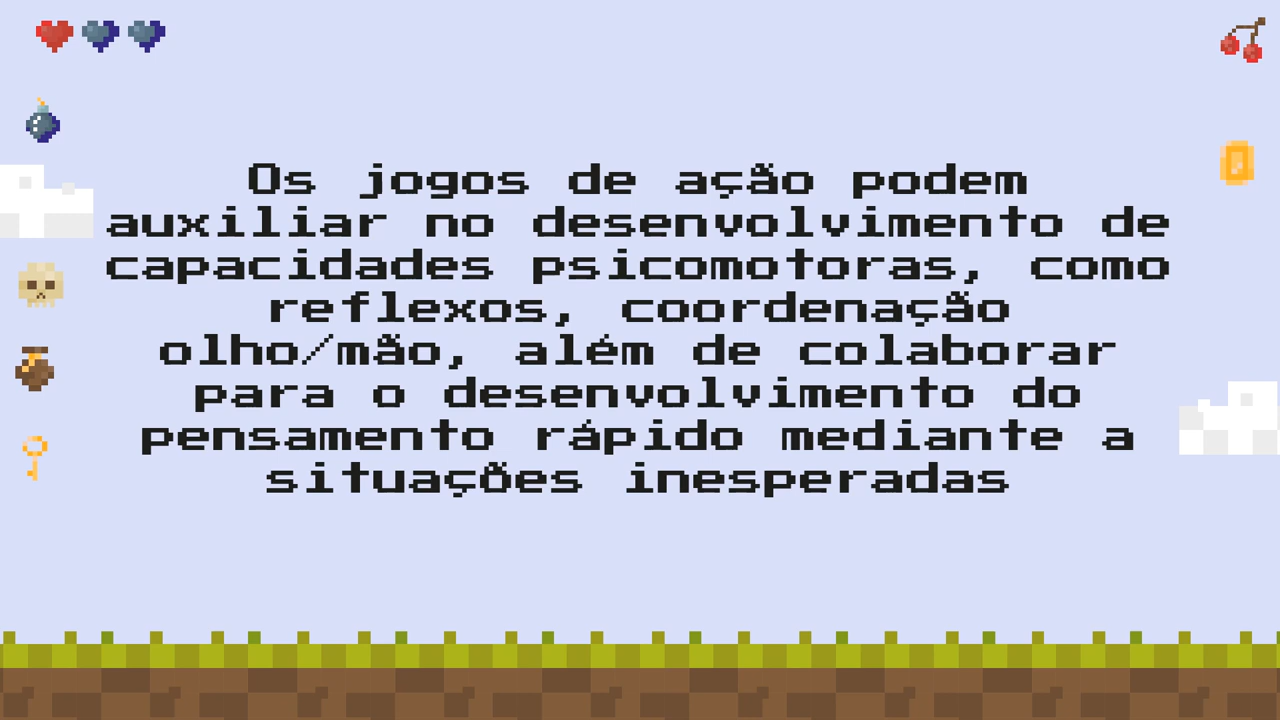 Os jogos de ação podem
auxiliar no desenvolvimento de
capacidades psicomotoras, como
reflexos, coordenação
olho/mão, além de colaborar
para o desenvolvimento do
pensamento rápido mediante a
situações inesperadas